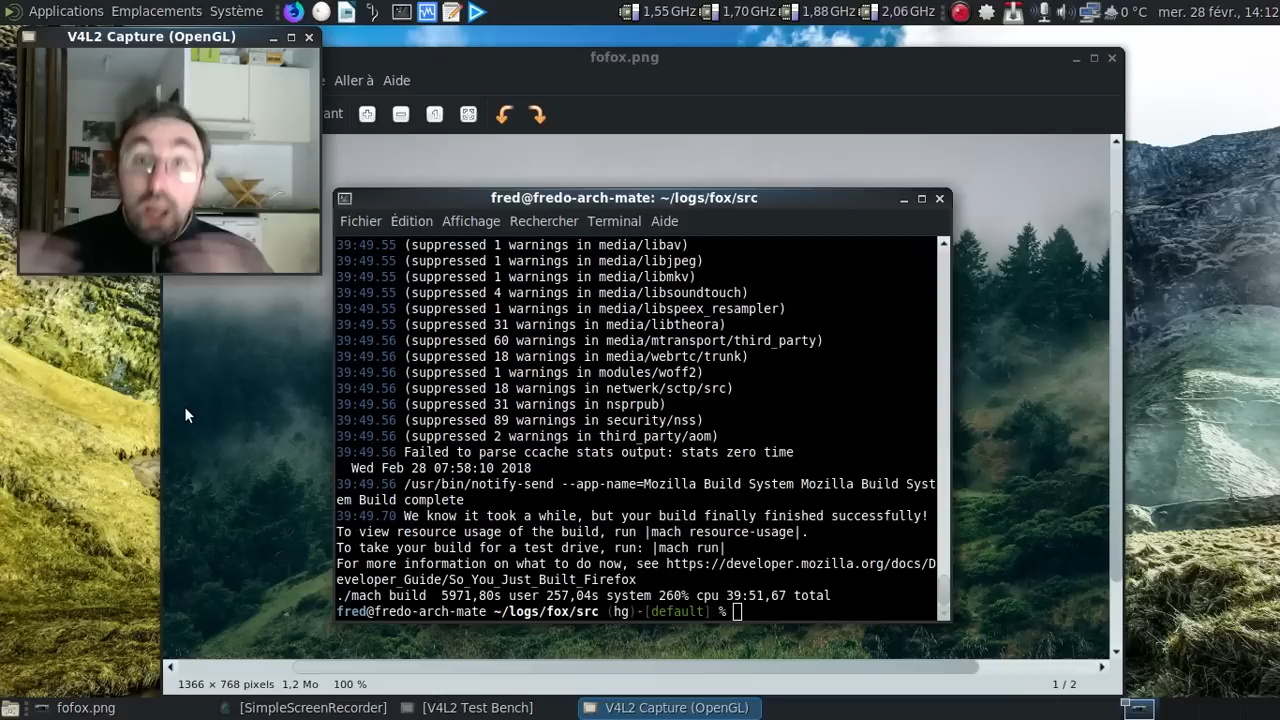 Applications Emplacements Système
1,55 GHz 1,70 GHz 1,88 GHz 2,06 GHz 0 °C mer. 28 févr., 14:12
V4L2 Capture (OpenGL)
fofox.png
Aller à Aide
ant
fred@fredo-arch-mate: ~/logs/fox/src
Fichier Édition Affichage Rechercher Terminal Aide
39:49.55 (suppressed 1 warnings in media/libav)
39:49.55 (suppressed 1 warnings in media/libjpeg)
39:49.55 (suppressed 1 warnings in media/libmkv)
39:49.55 (suppressed 4 warnings in media/libsoundtouch)
39:49.55 (suppressed 1 warnings in media/libspeex_resampler)
39:49.55 (suppressed 31 warnings in media/libtheora)
39:49.56 (suppressed 60 warnings in media/mtransport/third_party)
39:49.56 (suppressed 18 warnings in media/webrtc/trunk)
39:49.56 (suppressed 1 warnings in modules/woff2)
39:49.56 (suppressed 18 warnings in netwerk/sctp/src)
39:49.56 (suppressed 31 warnings in nsprpub)
39:49.56 (suppressed 89 warnings in security/nss)
39:49.56 (suppressed 2 warnings in third_party/aom)
39:49.56 Failed to parse ccache stats output: stats zero time
Wed Feb 28 07:58:10 2018
39:49.56 /usr/bin/notify-send --app-name=Mozilla Build System Mozilla Build Syst
em Build complete
39:49.70 We know it took a while, but your build finally finished successfully!
To view resource usage of the build, run |mach resource-usage|.
To take your build for a test drive, run: |mach run|
For more information on what to do now, see https://developer.mozilla.org/docs/D
eveloper_Guide/So_You_Just_Built_Firefox
./mach build 5971,80s user 257,04s system 260% cpu 39:51,67 total
fred@fredo-arch-mate ~/logs/fox/src (hg)-[default] %
1366 × 768 pixels 1,2 Mo 100 % 1 / 2
fofox.png [SimpleScreenRecorder] [V4L2 Test Bench] V4L2 Capture (OpenGL)